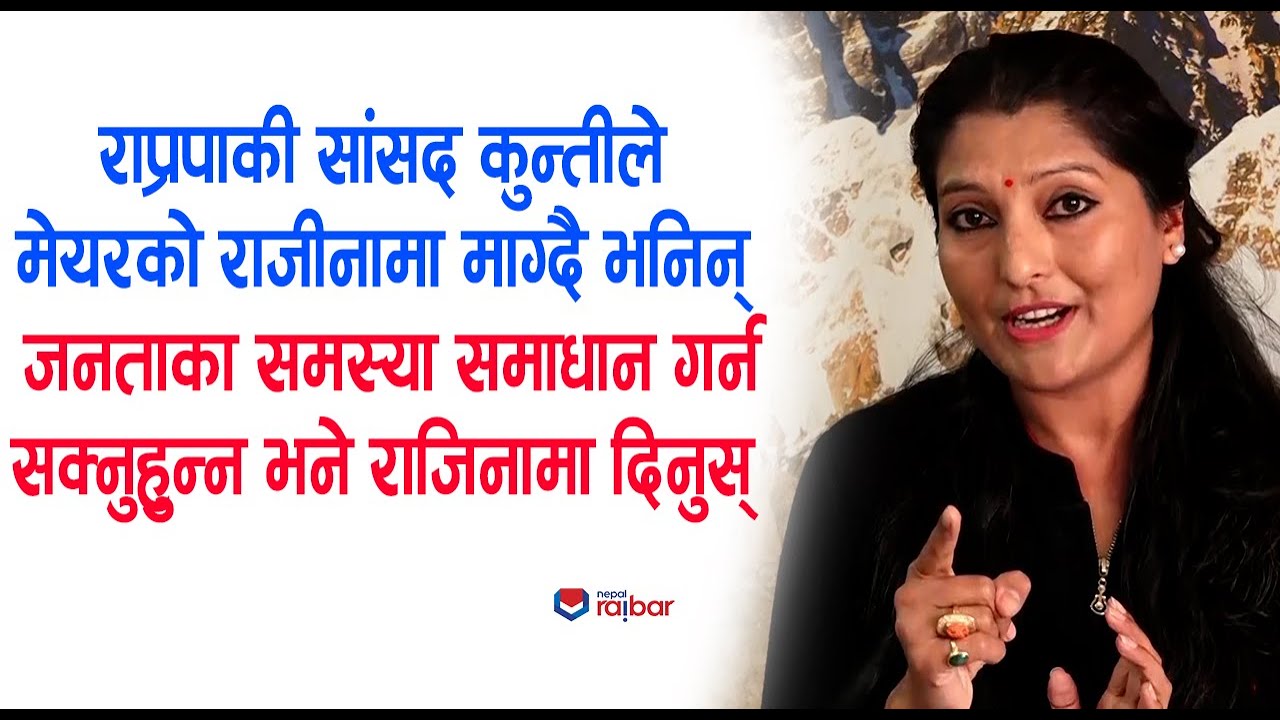 राप्रपाकी सांसद कुन्तीले
मेयरको राजीनामा माग्दै भनिन्
जनताका समस्या समाधान गर्न
सक्नुहुन्न भने राजिनामा दिनुस्
nepal
raibar